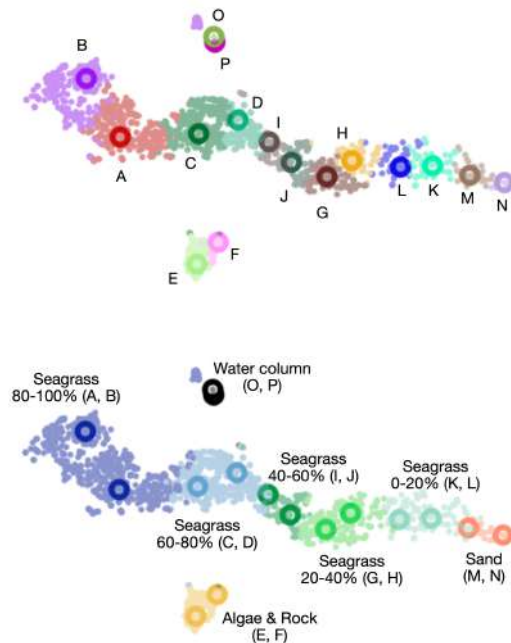 O
B
P
D
I
H
A
C
J
G
L
K
M
N
E
F
Seagrass
80-100% (A, B)
Water column
(O, P)
Seagrass
40-60% (I, J)
Seagrass
0-20% (K, L)
Seagrass
60-80% (C, D)
Seagrass
20-40% (G, H)
Sand
(M, N)
Algae & Rock
(E, F)